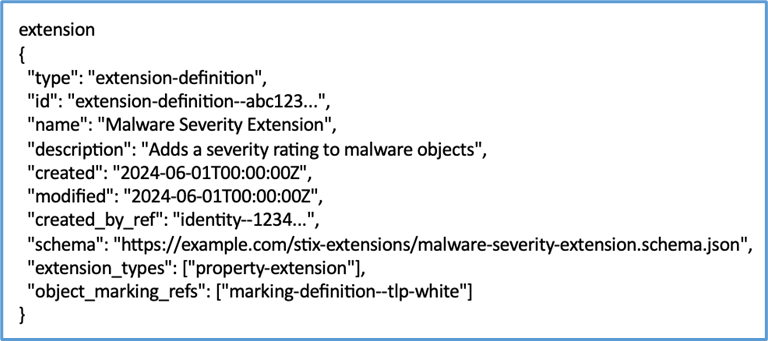 extension
{
"type": "extension-definition",
"id": "extension-definition--abc123...",
"name": "Malware Severity Extension",
"description": "Adds a severity rating to malware objects",
"created": "2024-06-01T00:00:00Z",
"modified": "2024-06-01T00:00:00Z",
"created_by_ref": "identity--1234...",
"schema": "https://example.com/stix-extensions/malware-severity-extension.schema.json",
"extension_types": ["property-extension"],
"object_marking_refs": ["marking-definition--tlp-white"]
}